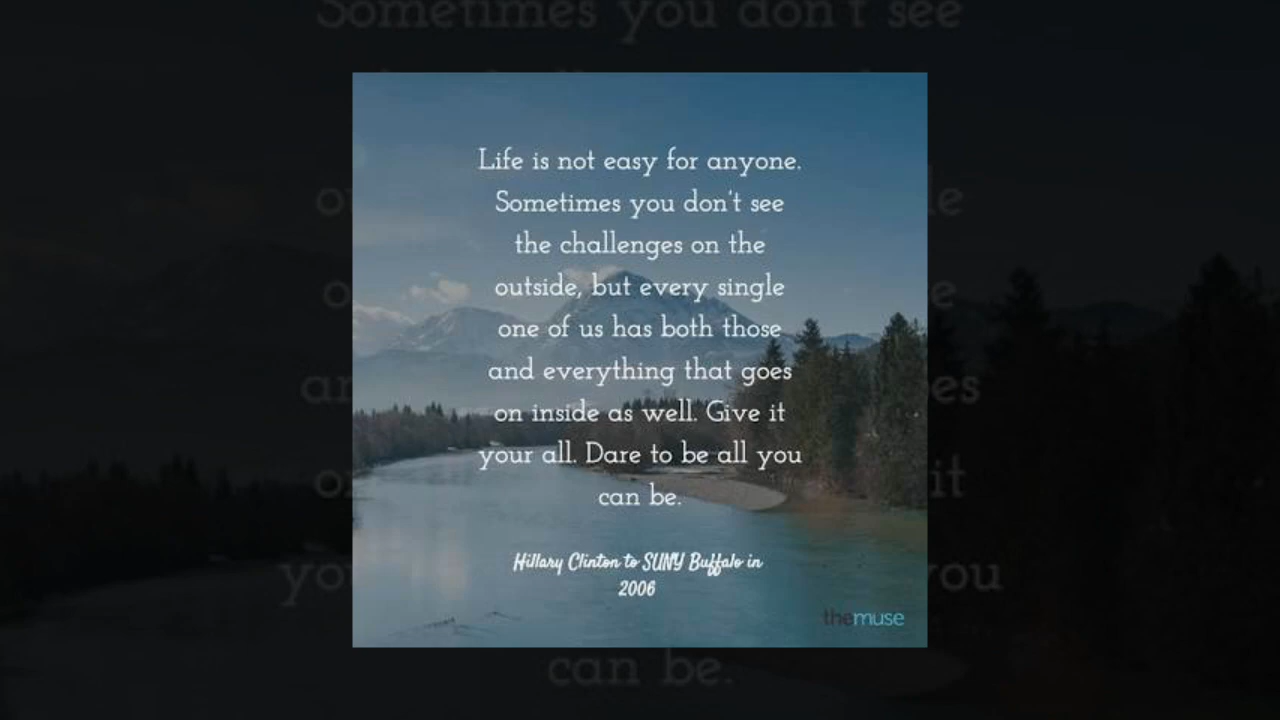 Life is not easy for anyone.
Sometimes you don't see
the challenges on the
outside, but every single
one of us has both those
and everything that goes
on inside as well. Give it
your all. Dare to be all you
can be.
Hillary Clinton to SUNY Buffalo in
2006
themuse